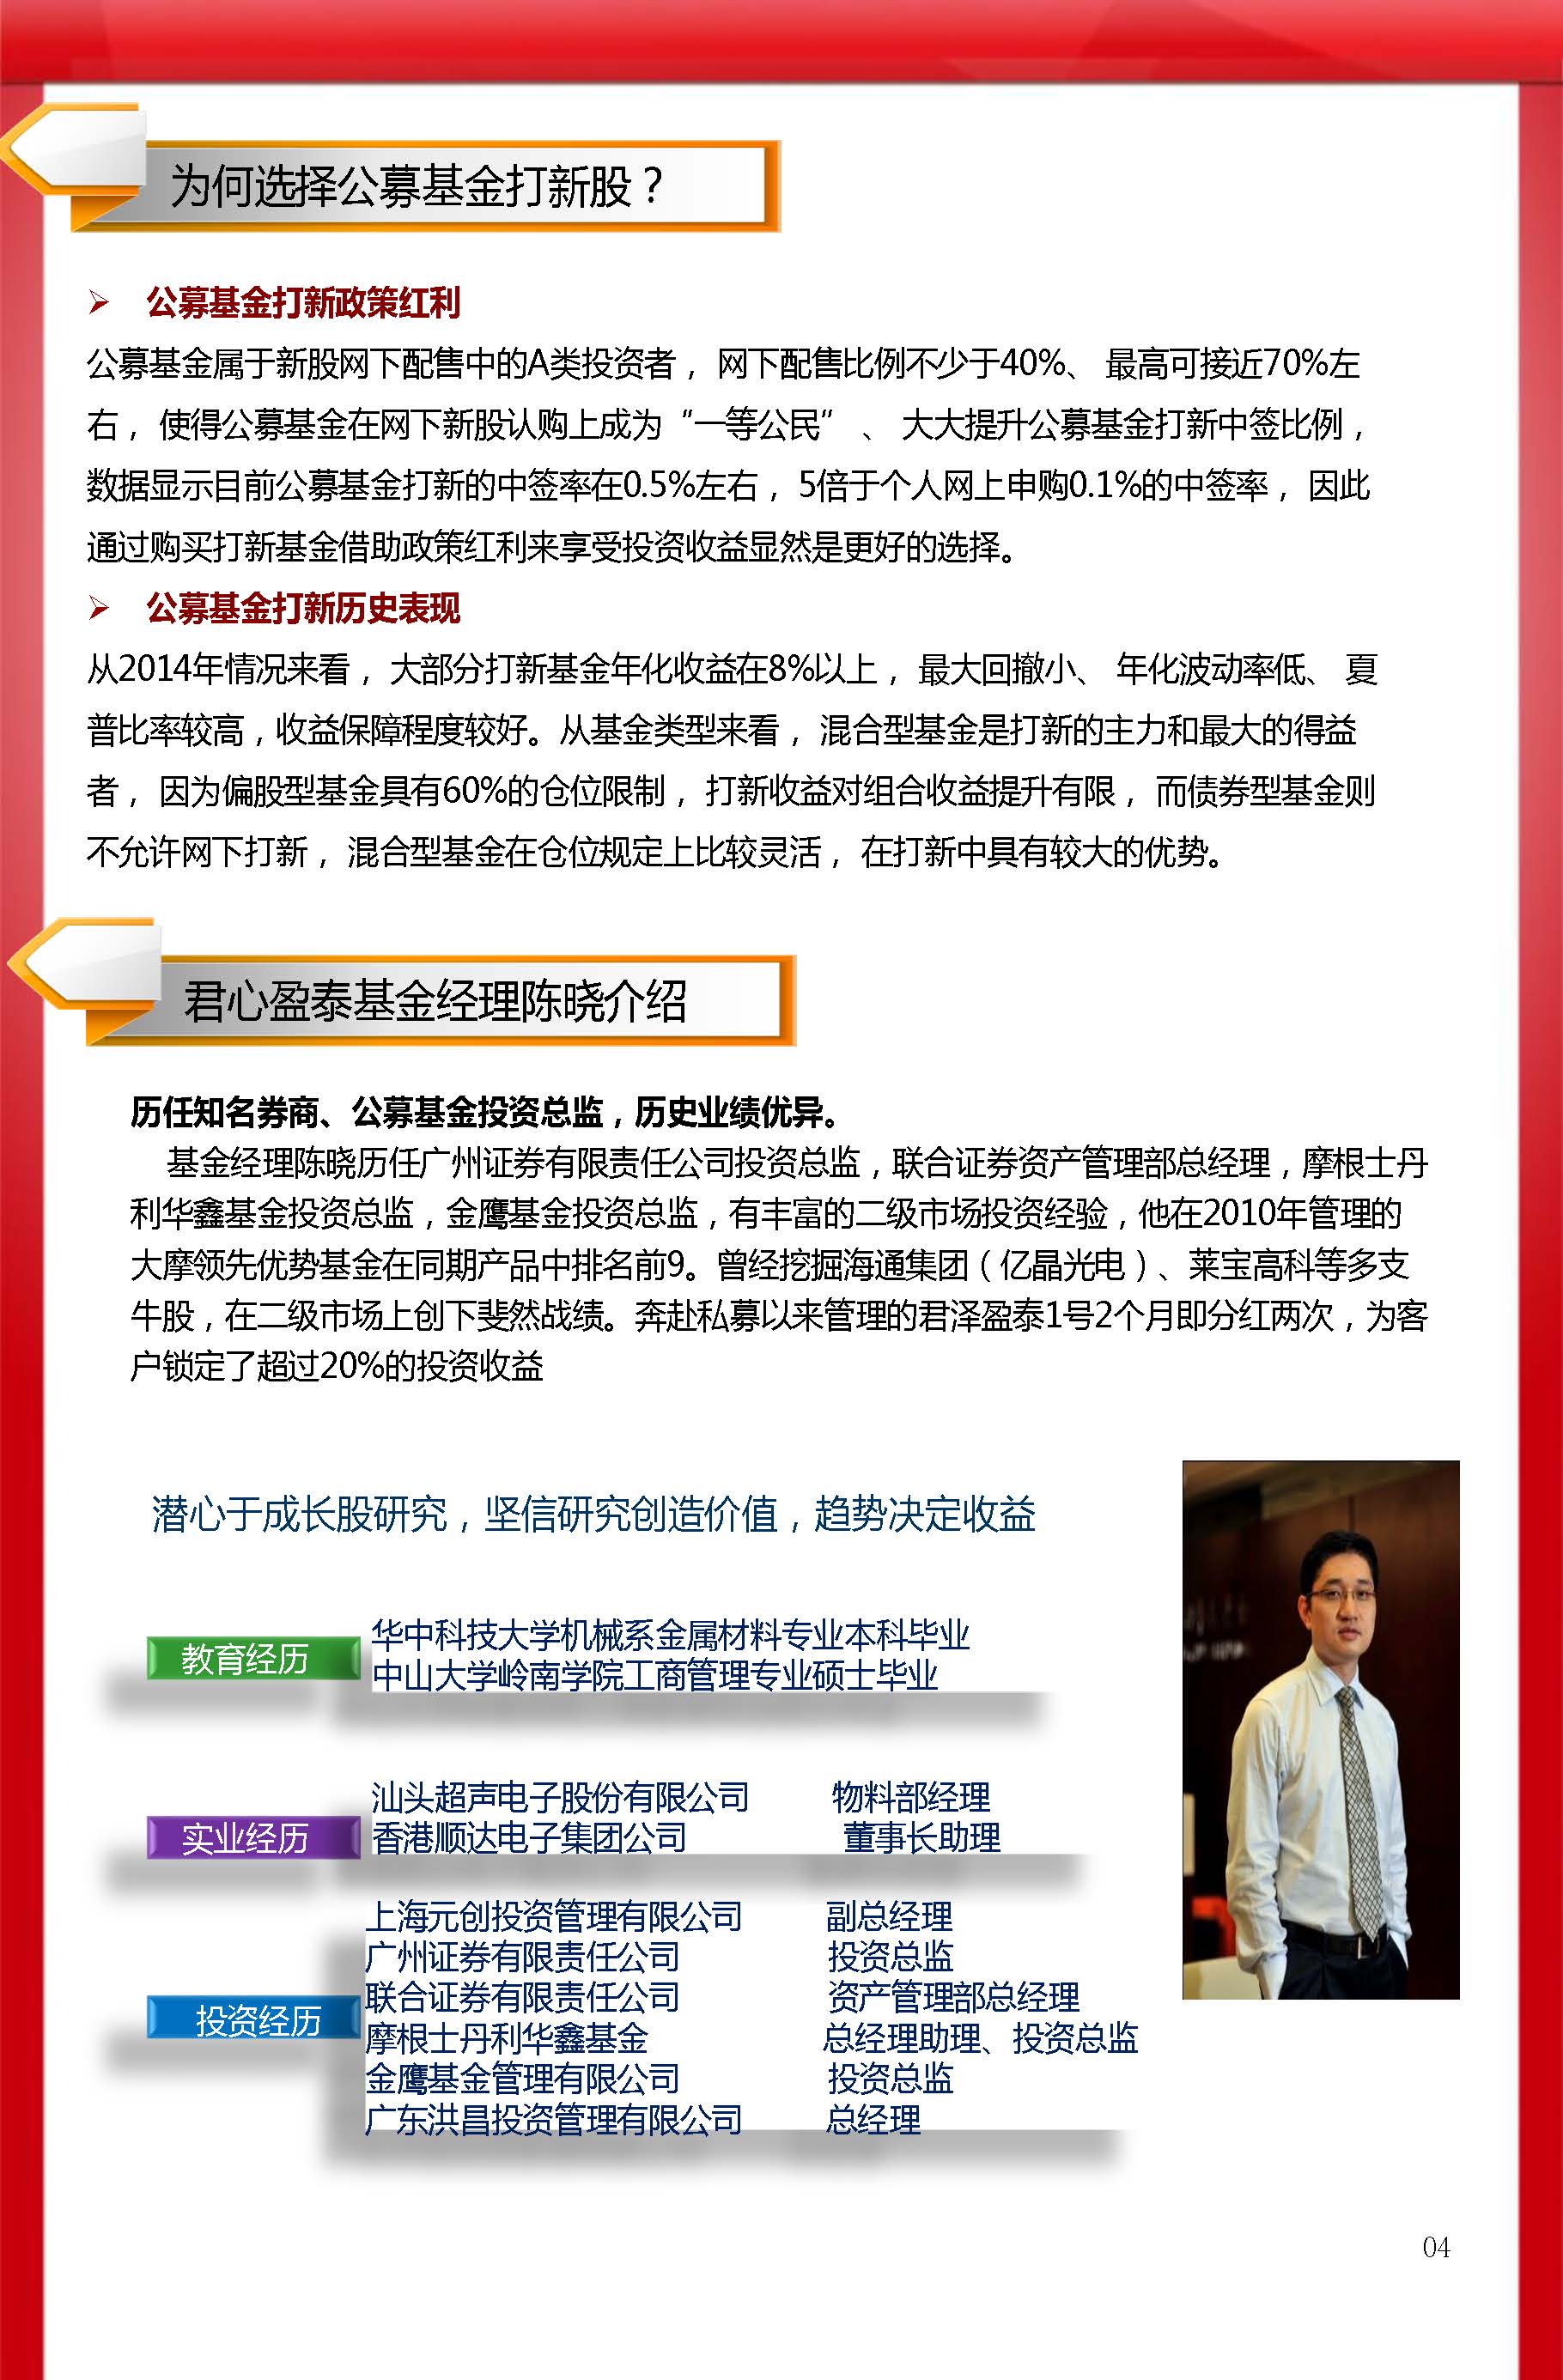 为何选择公募基金打新股？
公募基金打新政策红利
公募基金属于新股网下配售中的A类投资者， 网下配售比例不少于40%、 最高可接近70%左
右， 使得公募基金在网下新股认购上成为“一等公民” 、 大大提升公募基金打新中签比例，
数据显示目前公募基金打新的中签率在0.5%左右， 5倍于个人网上申购0.1%的中签率， 因此
通过购买打新基金借助政策红利来享受投资收益显然是更好的选择。
公募基金打新历史表现
从2014年情况来看， 大部分打新基金年化收益在8%以上， 最大回撤小、 年化波动率低、 夏
普比率较高，收益保障程度较好。从基金类型来看， 混合型基金是打新的主力和最大的得益
者， 因为偏股型基金具有60%的仓位限制， 打新收益对组合收益提升有限， 而债券型基金则
不允许网下打新， 混合型基金在仓位规定上比较灵活， 在打新中具有较大的优势。
君心盈泰基金经理陈晓介绍
历任知名券商、公募基金投资总监，历史业绩优异。
基金经理陈晓历任广州证券有限责任公司投资总监，联合证券资产管理部总经理，摩根士丹
利华鑫基金投资总监，金鹰基金投资总监，有丰富的二级市场投资经验，他在2010年管理的
大摩领先优势基金在同期产品中排名前9。曾经挖掘海通集团（亿晶光电）、莱宝高科等多支
牛股，在二级市场上创下斐然战绩。奔赴私募以来管理的君泽盈泰1号2个月即分红两次，为客
户锁定了超过20%的投资收益
潜心于成长股研究，坚信研究创造价值，趋势决定收益
教育经历
华中科技大学机械系金属材料专业本科毕业
中山大学岭南学院工商管理专业硕士毕业
实业经历
汕头超声电子股份有限公司 物料部经理
香港顺达电子集团公司 董事长助理
投资经历
上海元创投资管理有限公司 副总经理
广州证券有限责任公司 投资总监
联合证券有限责任公司 资产管理部总经理
摩根士丹利华鑫基金 总经理助理、投资总监
金鹰基金管理有限公司 投资总监
广东洪昌投资管理有限公司 总经理
04